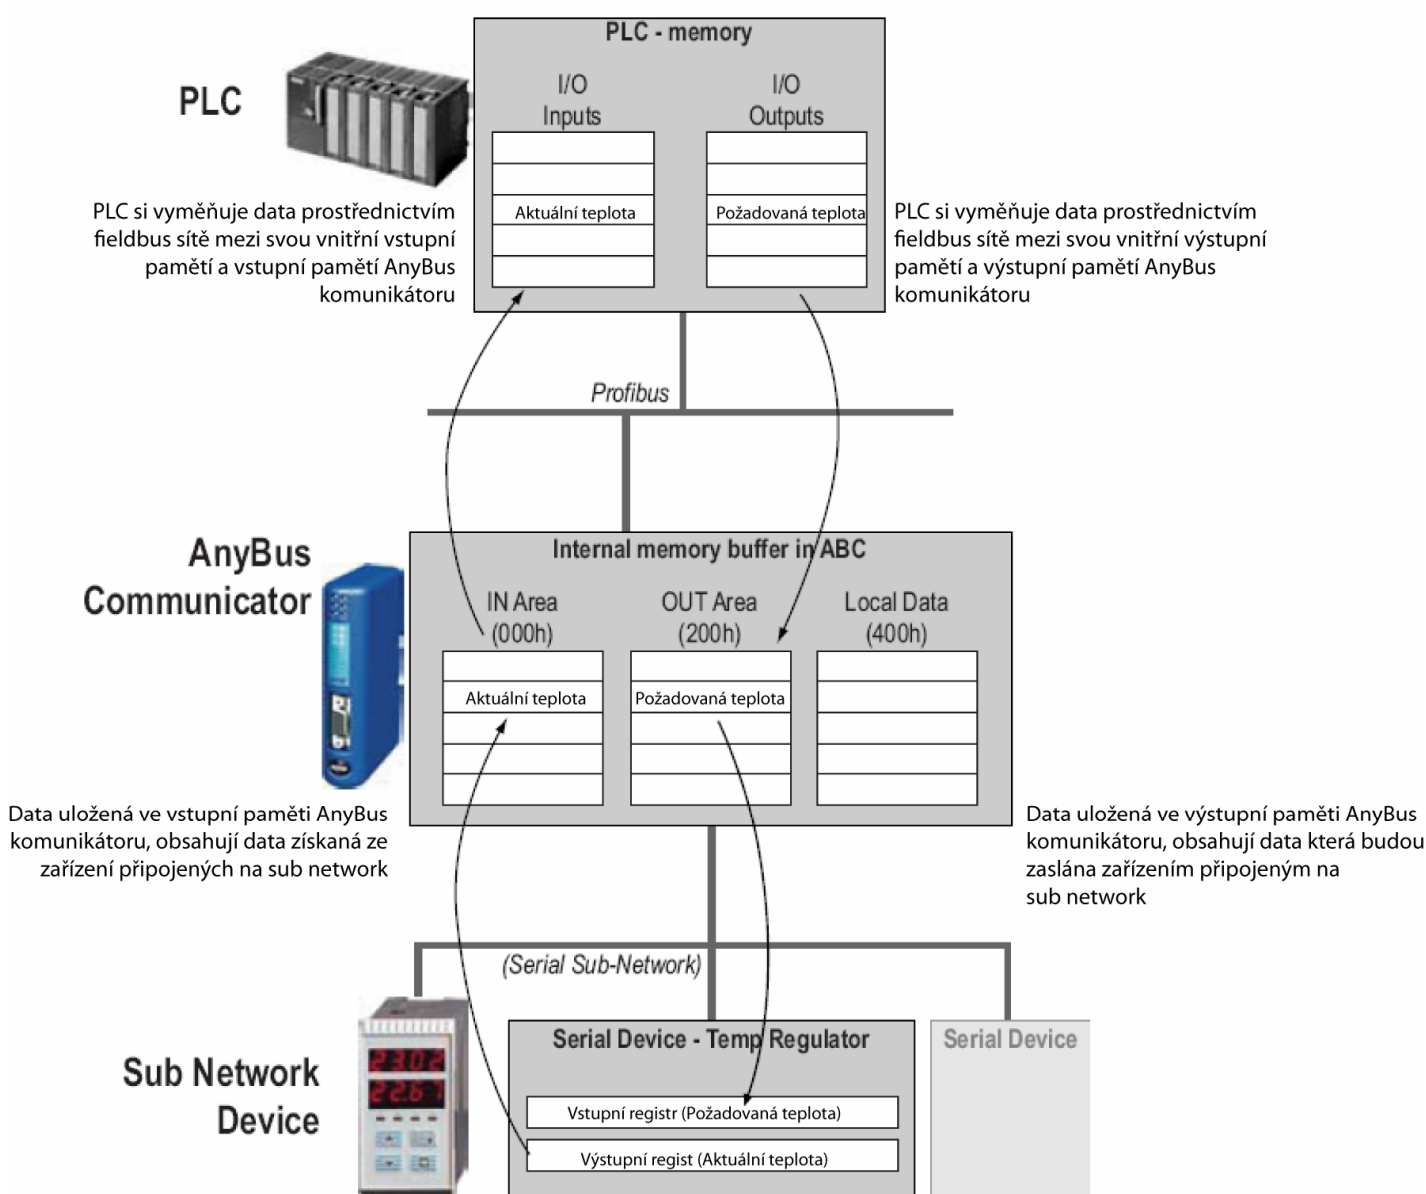 PLC - memory
PLC
I/O
Inputs
I/O
Outputs
Aktuální teplota
Požadovaná teplota
PLC si vyměňuje data prostřednictvím
fieldbus sítě mezi svou vnitřní vstupní
pamětí a vstupní pamětí AnyBus
komunikátoru
PLC si vyměňuje data prostřednictvím
fieldbus sítě mezi svou vnitřní výstupní
pamětí a výstupní pamětí AnyBus
komunikátoru
Profibus
AnyBus
Communicator
Internal memory buffer in ABC
IN Area
(000h)
OUT Area
(200h)
Local Data
(400h)
Aktuální teplota
Požadovaná teplota
Data uložená ve vstupní paměti AnyBus
komunikátoru, obsahují data získaná ze
zařízení připojených na sub network
Data uložená ve výstupní paměti AnyBus
komunikátoru, obsahují data která budou
zaslána zařízením připojeným na
sub network
(Serial Sub-Network)
Sub Network
Device
23.02
22.67
Serial Device - Temp Regulator
Vstupní registr (Požadovaná teplota)
Výstupní regist (Aktuální teplota)
Serial Device